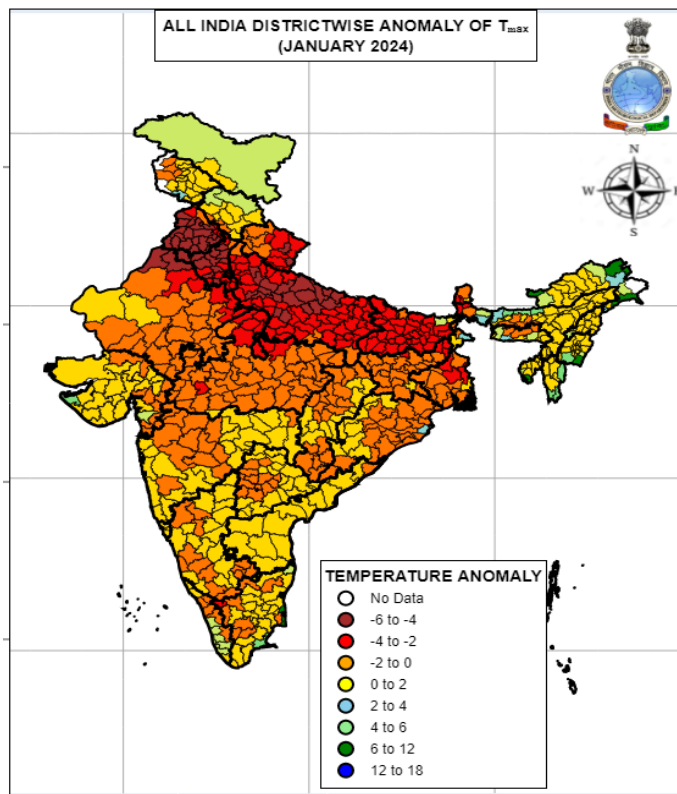 ALL INDIA DISTRICTWISE ANOMALY OF Tmax
(JANUARY 2024)
N
W E
S
TEMPERATURE ANOMALY
No Data
-6 to -4
-4 to -2
-2 to 0
0 to 2
2 to 4
4 to 6
6 to 12
12 to 18